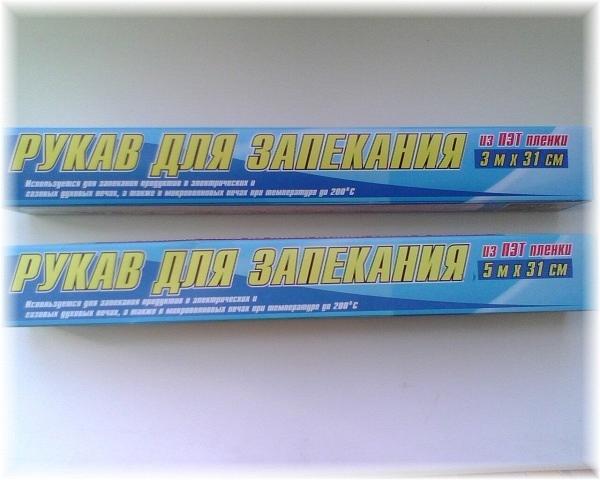 РУКАВ ДЛЯ ЗАПЕКАНИЯ
из ПЭТ пленки
3 м х 31 см
Используется для запекания продуктов в электрических и
газовых духовых печах, а также в микроволновых печах при температуре до 200°С
РУКАВ ДЛЯ ЗАПЕКАНИЯ
из ПЭТ пленки
5 м х 31 см
Используется для запекания продуктов в электрических и
газовых духовых печах, а также в микроволновых печах при температуре до 200°С